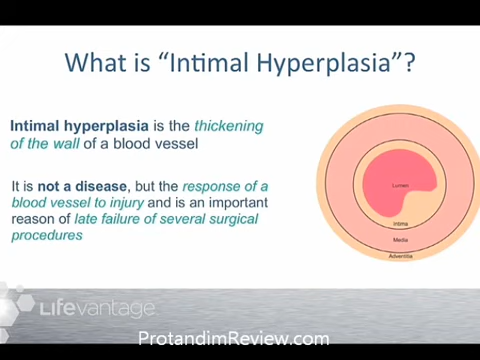 What is “Intimal Hyperplasia”?
Intimal hyperplasia is the thickening
of the wall of a blood vessel
It is not a disease, but the response of a
blood vessel to injury and is an important
reason of late failure of several surgical
procedures
Lumen
Intima
Media
Adventitia
Lifevantage
ProtandimReview.com